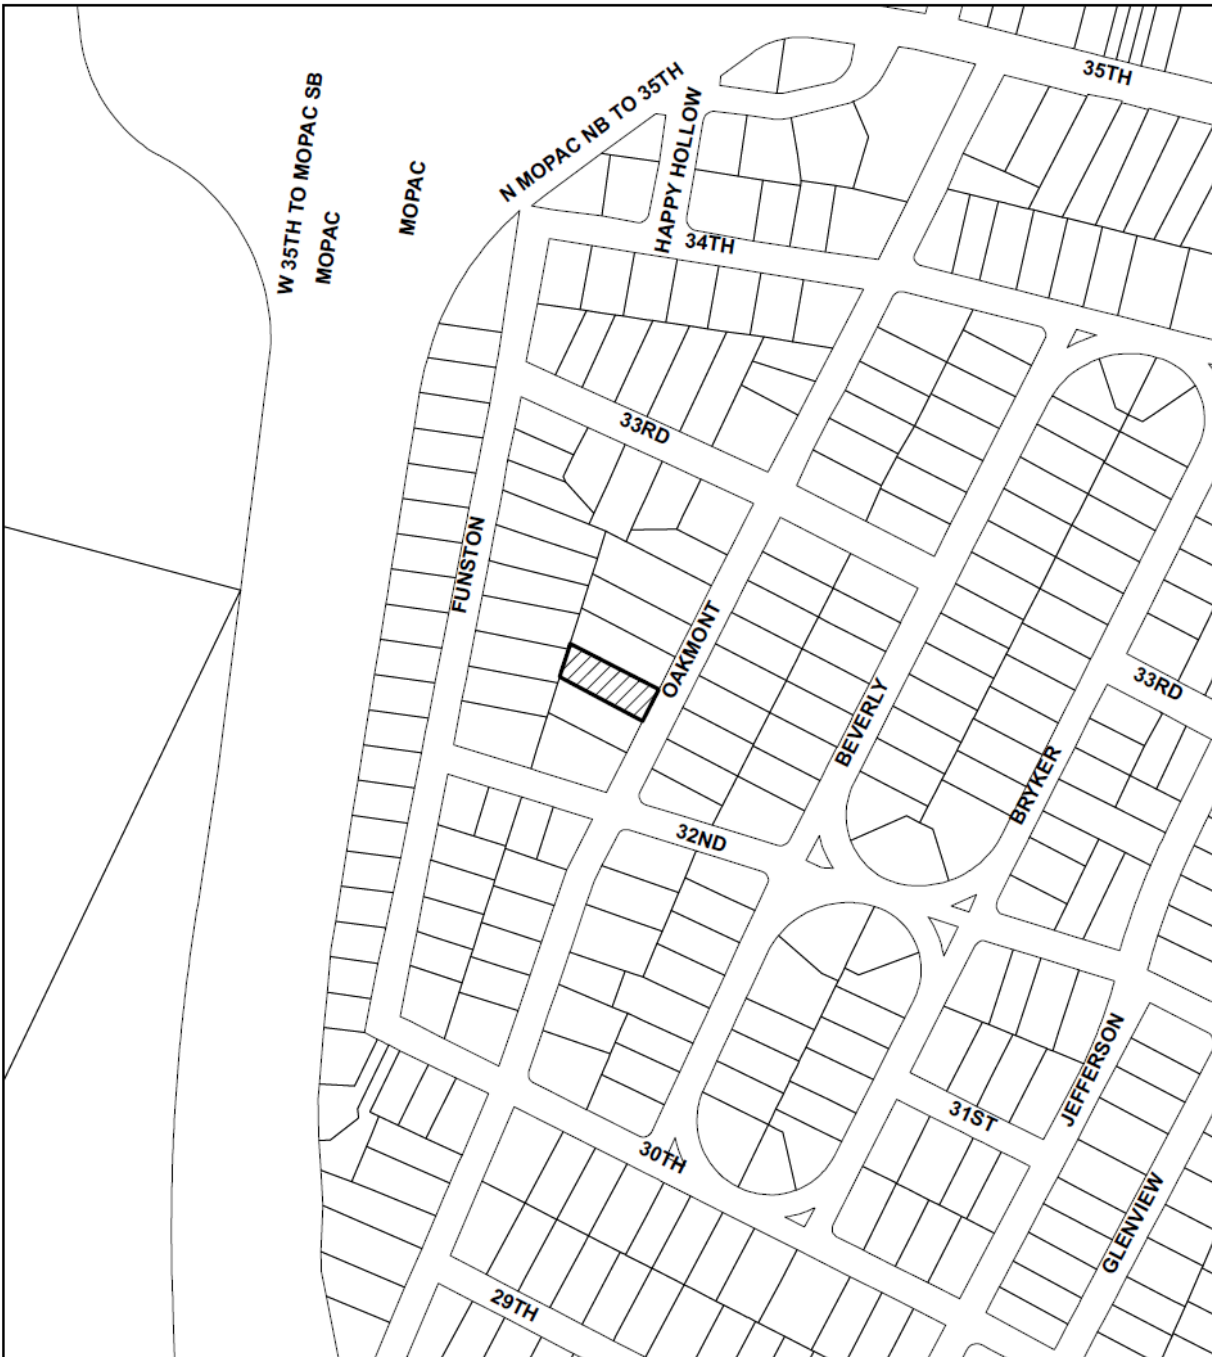 35TH
W 35TH TO MOPAC SB
MOPAC
MOPAC
N MOPAC NB TO 35TH
HAPPY HOLLOW
34TH
33RD
FUNSTON
OAKMONT
33RD
BEVERLY
BRYKER
32ND
JEFFERSON
31ST
30TH
GLENVIEW
29TH